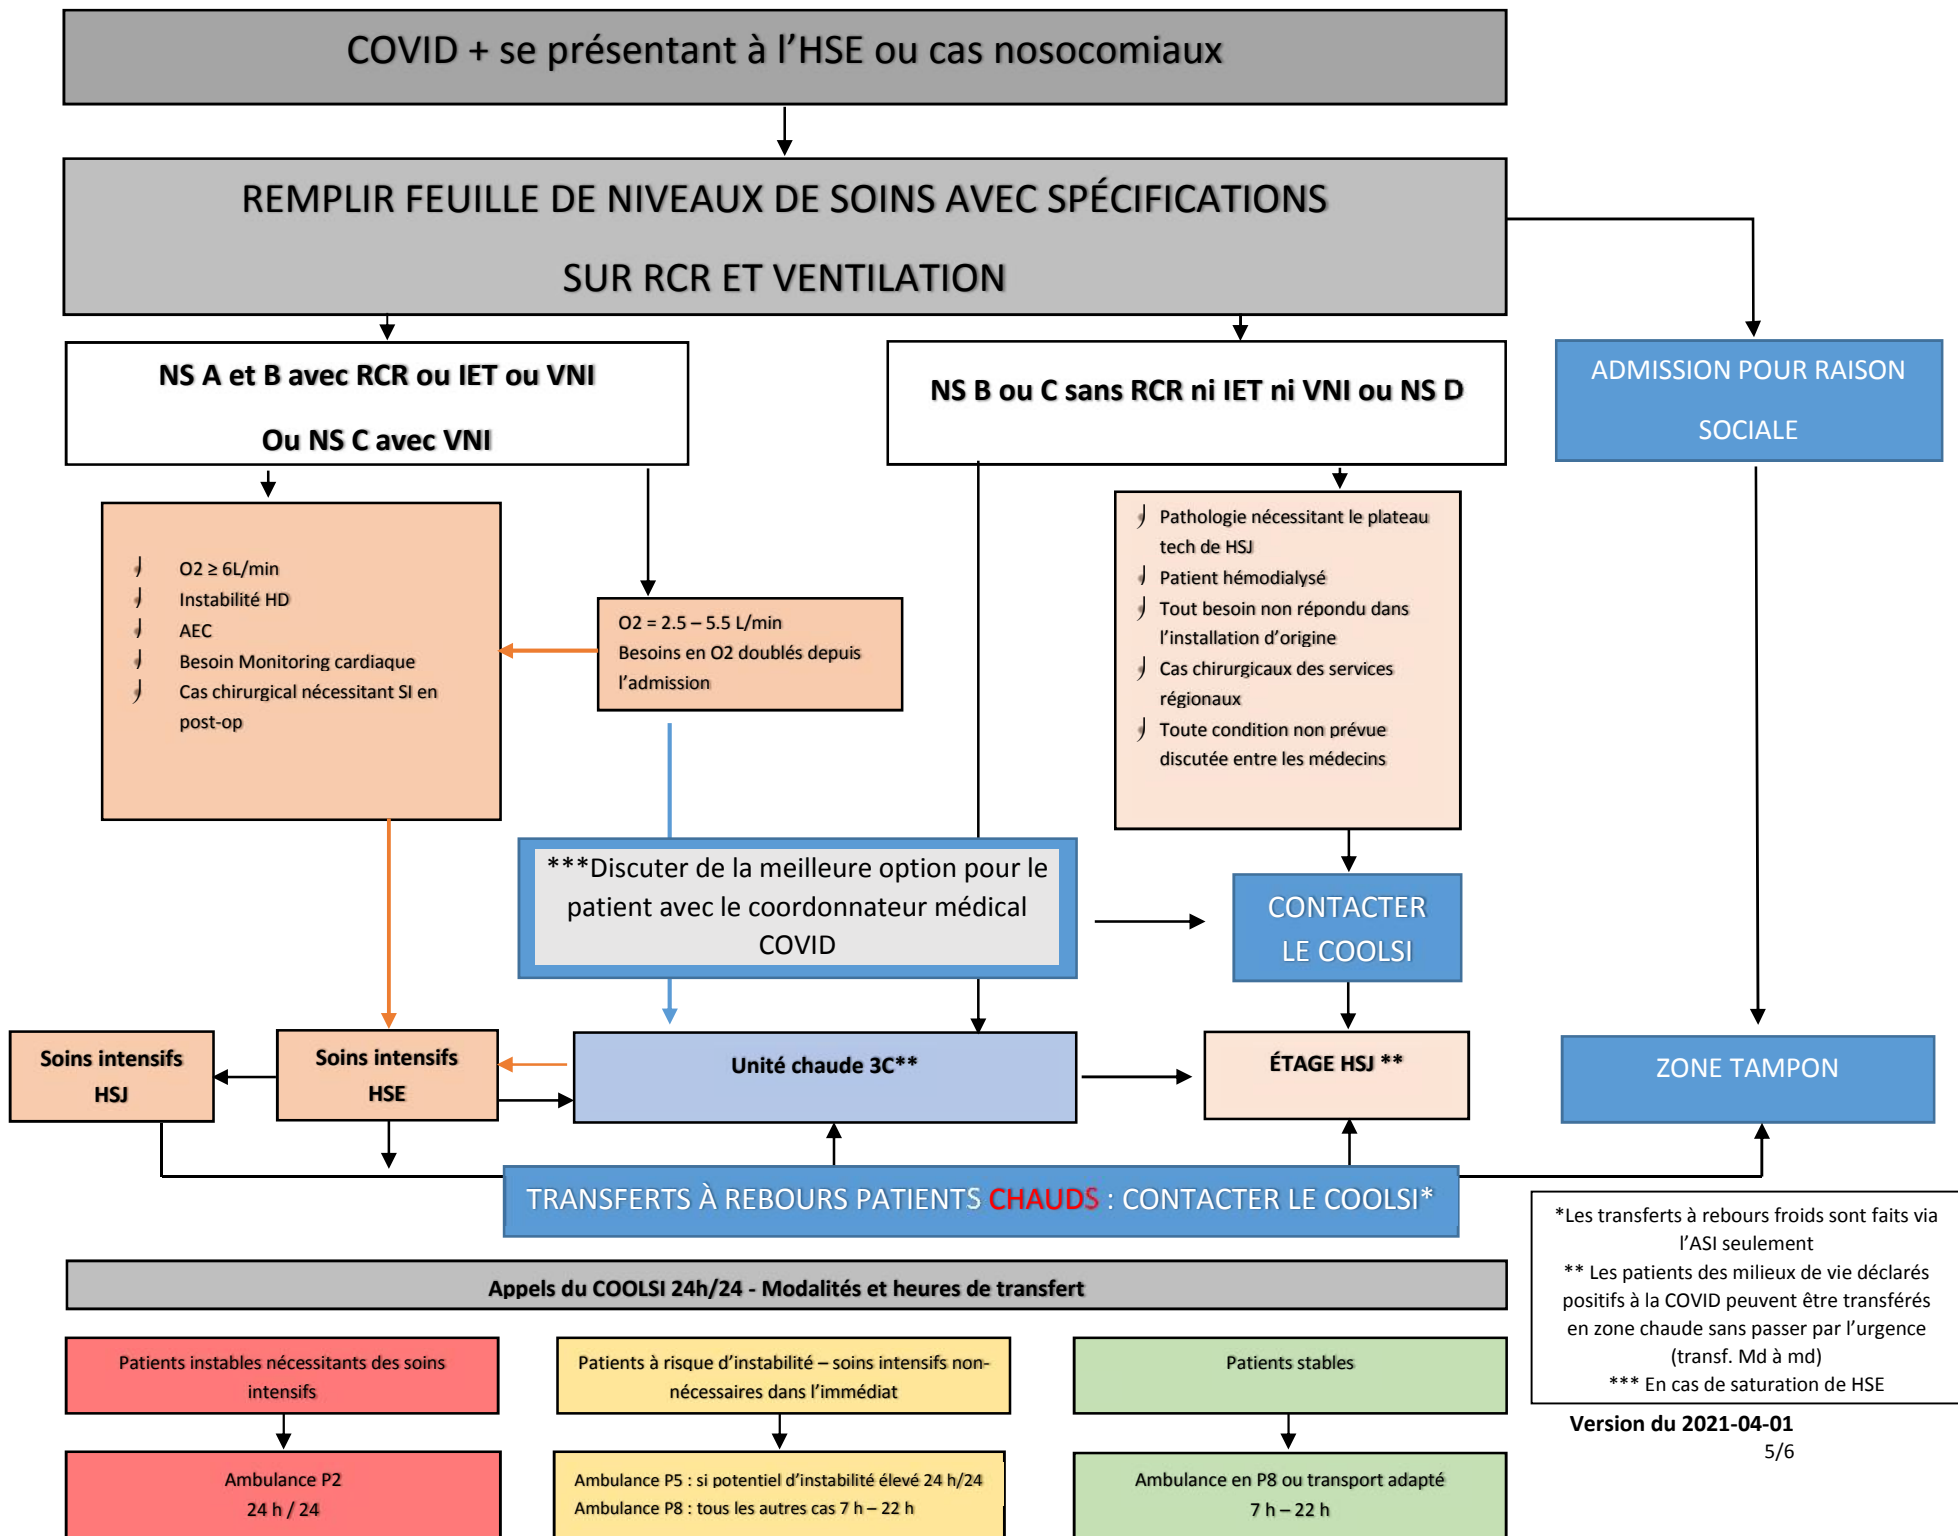 COVID + se présentant à l’HSE ou cas nosocomiaux
REMPLIR FEUILLE DE NIVEAUX DE SOINS AVEC SPÉCIFICATIONS
SUR RCR ET VENTILATION
NS A et B avec RCR ou IET ou VNI
Ou NS C avec VNI
NS B ou C sans RCR ni IET ni VNI ou NS D
ADMISSION POUR RAISON
SOCIALE
O2 ≥ 6L/min
Instabilité HD
AEC
Besoin Monitoring cardiaque
Cas chirurgical nécessitant SI en
post-op
O2 = 2.5 – 5.5 L/min
Besoins en O2 doublés depuis
l’admission
Pathologie nécessitant le plateau
tech de HSJ
Patient hémodialysé
Tout besoin non répondu dans
l’installation d’origine
Cas chirurgicaux des services
régionaux
Toute condition non prévue
discutée entre les médecins
***Discuter de la meilleure option pour le
patient avec le coordonnateur médical
COVID
CONTACTER
LE COOLSI
Soins intensifs
HSJ
Soins intensifs
HSE
Unité chaude 3C**
ÉTAGE HSJ **
ZONE TAMPON
TRANSFERTS À REBOURS PATIENTS CHAUDS : CONTACTER LE COOLSI*
*Les transferts à rebours froids sont faits via
l’ASI seulement
** Les patients des milieux de vie déclarés
positifs à la COVID peuvent être transférés
en zone chaude sans passer par l’urgence
(transf. Md à md)
*** En cas de saturation de HSE
Appels du COOLSI 24h/24 - Modalités et heures de transfert
Patients instables nécessitants des soins
intensifs
Patients à risque d’instabilité – soins intensifs non-
nécessaires dans l’immédiat
Patients stables
Ambulance P2
24 h / 24
Ambulance P5 : si potentiel d’instabilité élevé 24 h/24
Ambulance P8 : tous les autres cas 7 h – 22 h
Ambulance en P8 ou transport adapté
7 h – 22 h
Version du 2021-04-01
5/6